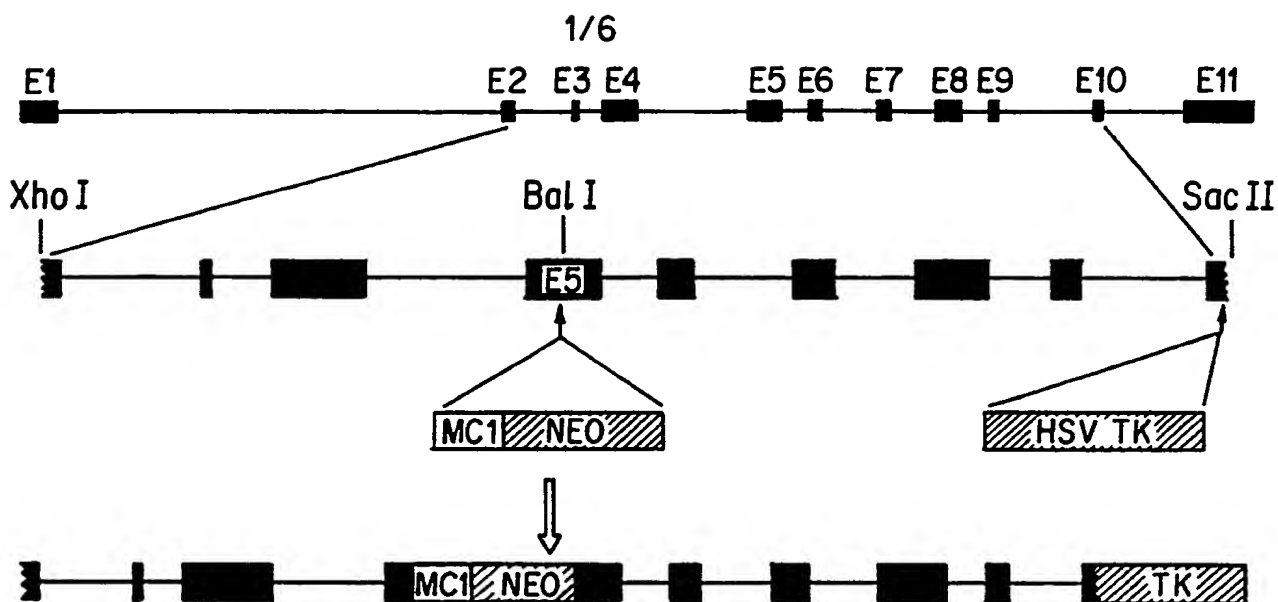 1/6
E1 E2 E3 E4 E5 E6 E7 E8 E9 E10 E11
Xho I Bal I Sac II
E5
MC1 NEO HSV TK
MC1 NEO TK